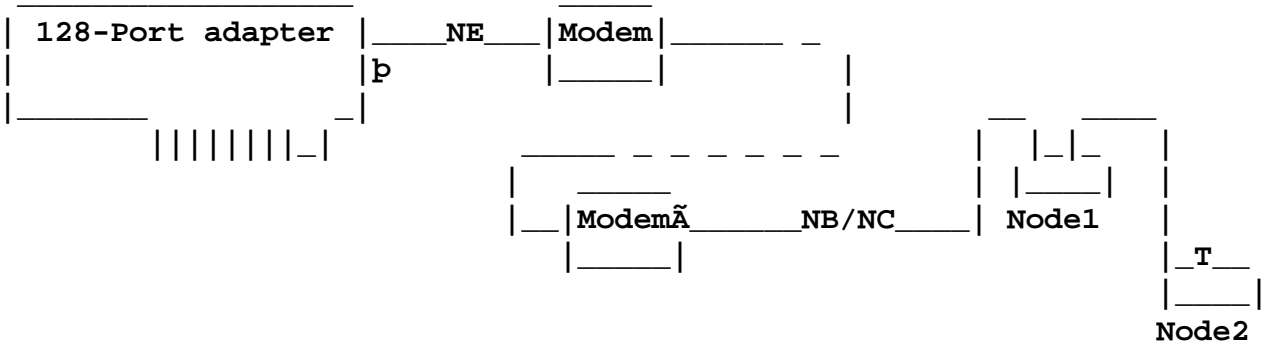 128-Port adapter NE Modem
þ
ModemÃ NB/NC Node1
T
Node2